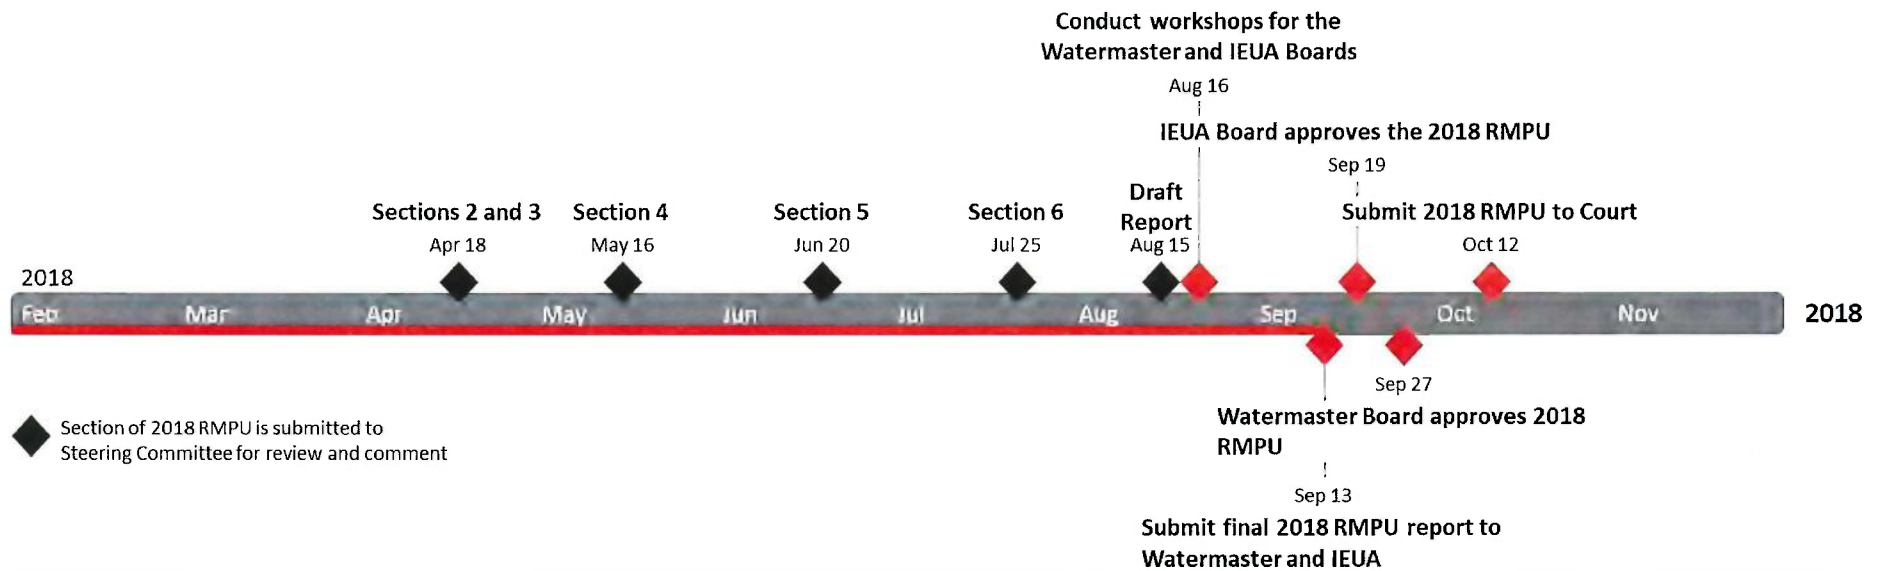 Conduct workshops for the
Watermaster and IEUA Boards
Aug 16
IEUA Board approves the 2018 RMPU
Sep 19
Draft
Report
Aug 15
Sections 2 and 3
Apr 18
Section 4
May 16
Section 5
Jun 20
Section 6
Jul 25
Submit 2018 RMPU to Court
Oct 12
2018
Feb Mar Apr May Jun Jul Aug Sep Oct Nov
2018
Sep 27
Watermaster Board approves 2018
RMPU
Sep 13
Submit final 2018 RMPU report to
Watermaster and IEUA
Section of 2018 RMPU is submitted to
Steering Committee for review and comment